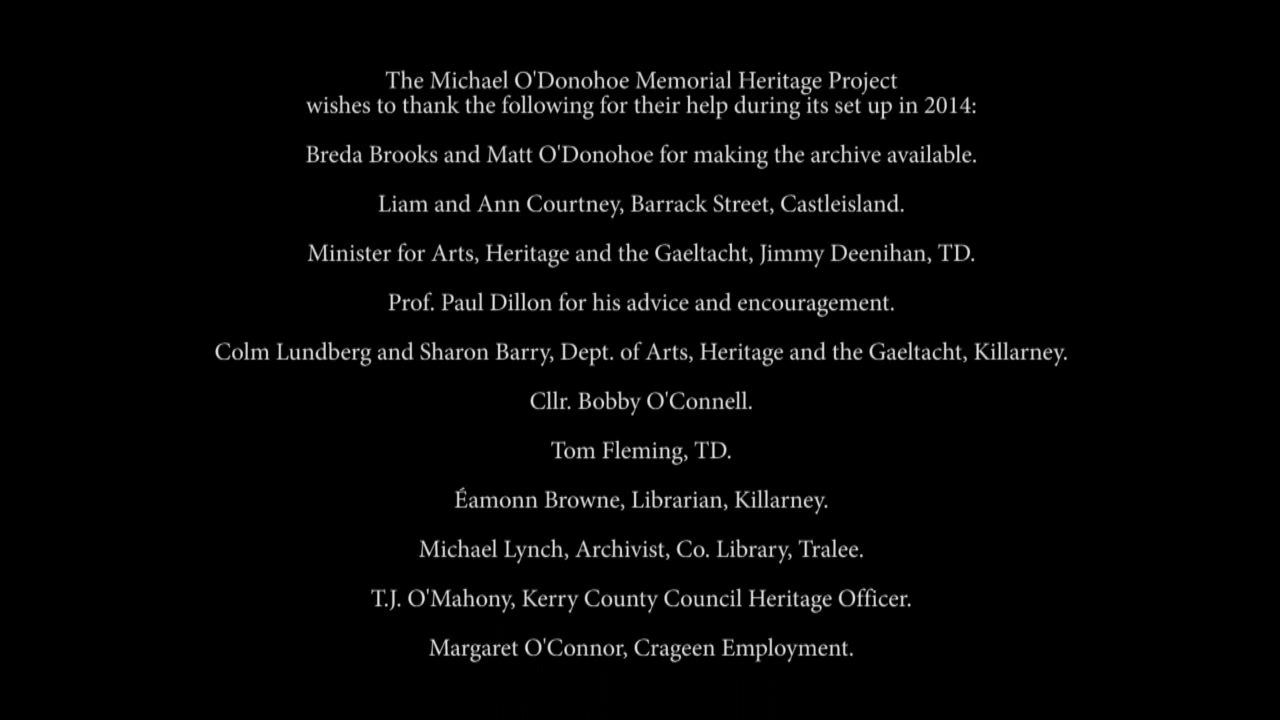 The Michael O'Donohoe Memorial Heritage Project
wishes to thank the following for their help during its set up in 2014:
Breda Brooks and Matt O'Donohoe for making the archive available.
Liam and Ann Courtney, Barrack Street, Castleisland.
Minister for Arts, Heritage and the Gaeltacht, Jimmy Deenihan, TD.
Prof. Paul Dillon for his advice and encouragement.
Colm Lundberg and Sharon Barry, Dept. of Arts, Heritage and the Gaeltacht, Killarney.
Cllr. Bobby O'Connell.
Tom Fleming, TD.
Éamonn Browne, Librarian, Killarney.
Michael Lynch, Archivist, Co. Library, Tralee.
T.J. O'Mahony, Kerry County Council Heritage Officer.
Margaret O'Connor, Crageen Employment.